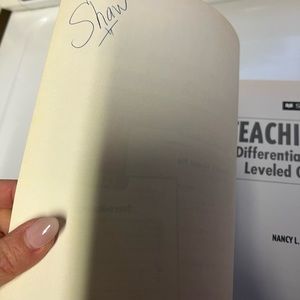 Shaw
TEACHI
Differentia
Leveled
NANCY L.